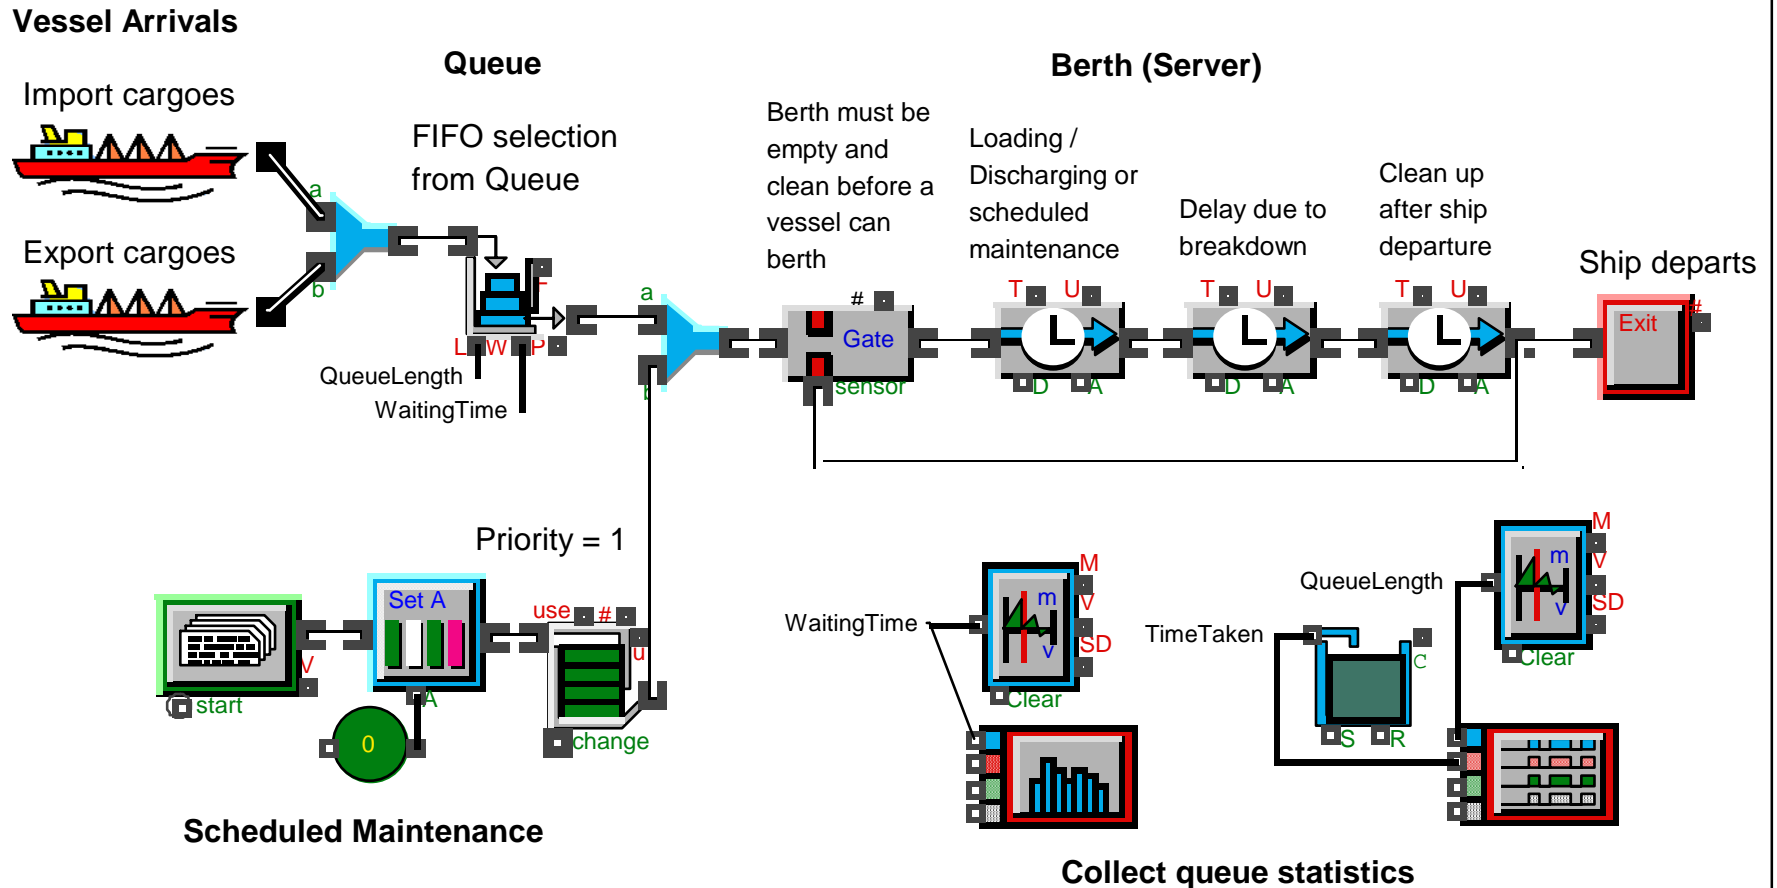 Vessel Arrivals
Queue
Berth (Server)
Import cargoes
FIFO selection
from Queue
Berth must be
empty and
clean before a
vessel can
berth
Loading /
Discharging or
scheduled
maintenance
Delay due to
breakdown
Clean up
after ship
departure
Ship departs
a
Export cargoes
b
F
L W P
QueueLength
WaitingTime
a
b
#
Gate
sensor
T U
D A
T U
D A
T U
D A
Exit
#
Priority = 1
Set A
use #
u
V
start
A
0
change
Scheduled Maintenance
WaitingTime
m
v
M
V
SD
Clear
TimeTaken
C
S R
QueueLength
m
v
M
V
SD
Clear
Collect queue statistics